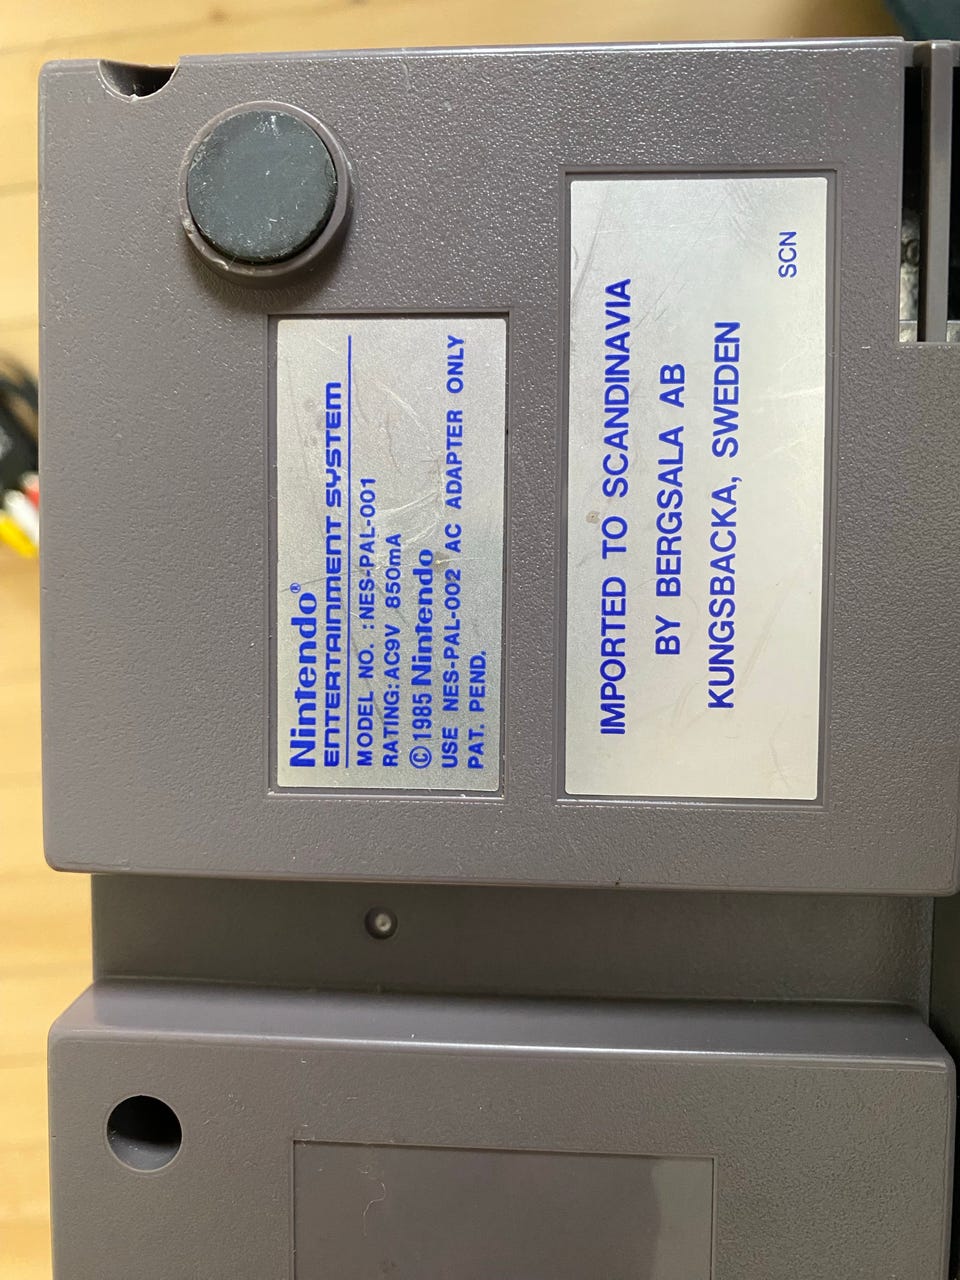 Nintendo®
ENTERTAINMENT SYSTEM
MODEL NO. :NES-PAL-001
RATING: AC9V 850mA
© 1985 Nintendo
USE NES-PAL-002 AC ADAPTER ONLY
PAT. PEND.
IMPORTED TO SCANDINAVIA
BY BERGSALA AB
KUNGSBACKA, SWEDEN
SCN